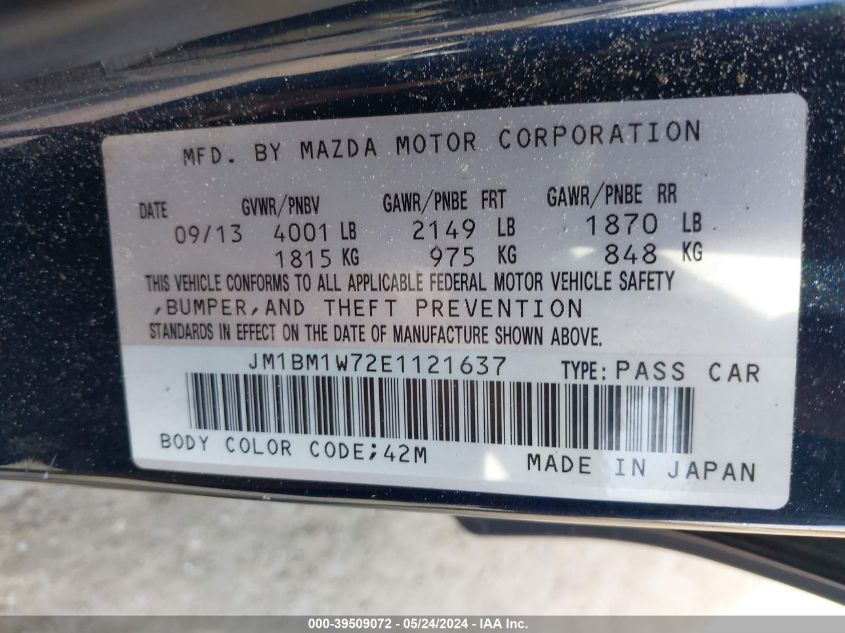 MFD. BY MAZDA MOTOR CORPORATION
DATE GVWR/PNBV GAWR/PNBE FRT GAWR/PNBE RR
09/13 4001 LB 2149 LB 1870 LB
1815 KG 975 KG 848 KG
THIS VEHICLE CONFORMS TO ALL APPLICABLE FEDERAL MOTOR VEHICLE SAFETY
,BUMPER,AND THEFT PREVENTION
STANDARDS IN EFFECT ON THE DATE OF MANUFACTURE SHOWN ABOVE.
JM1BM1W72E1121637 TYPE: PASS CAR
BODY COLOR CODE;42M MADE IN JAPAN
000-39509072 / 05/24/2024 - IAA Inc.